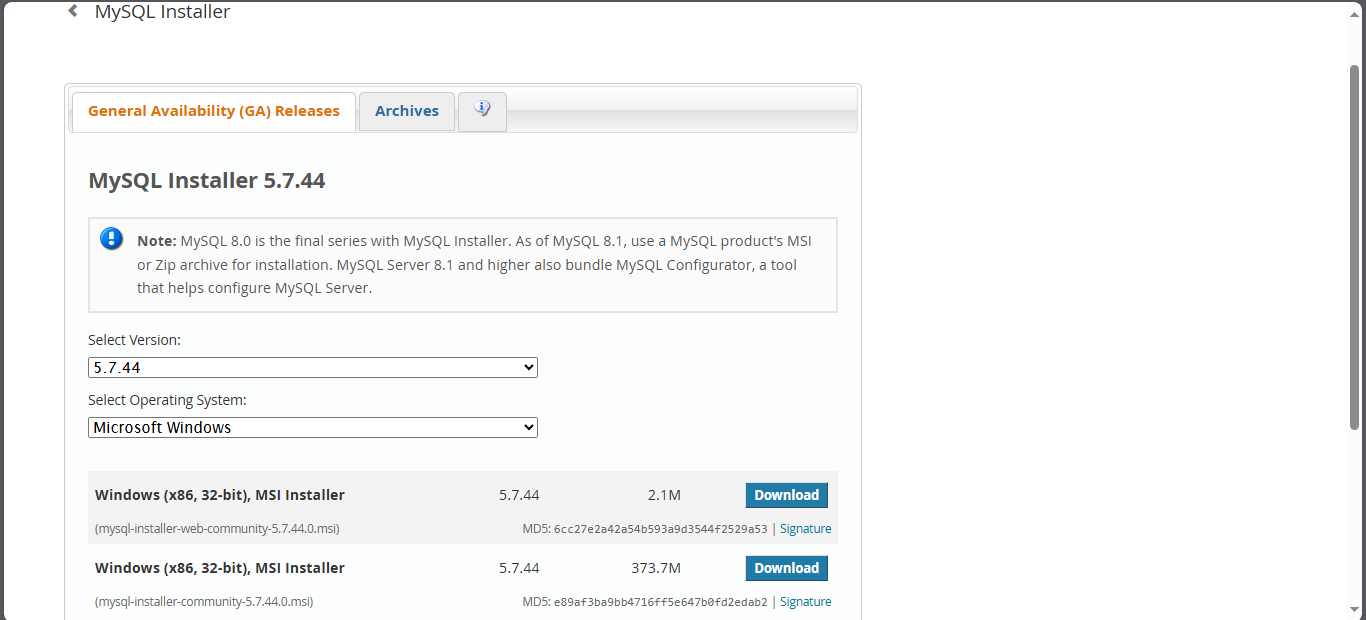 MySQL Installer
General Availability (GA) Releases
Archives
MySQL Installer 5.7.44
Note: MySQL 8.0 is the final series with MySQL Installer. As of MySQL 8.1, use a MySQL product's MSI
or Zip archive for installation. MySQL Server 8.1 and higher also bundle MySQL Configurator, a tool
that helps configure MySQL Server.
Select Version:
5.7.44
Select Operating System:
Microsoft Windows
Windows (x86, 32-bit), MSI Installer 5.7.44 2.1M Download
(mysql-installer-web-community-5.7.44.0.msi) MD5: 6cc27e2a42a54b593a9d3544f2529a53 | Signature
Windows (x86, 32-bit), MSI Installer 5.7.44 373.7M Download
(mysql-installer-community-5.7.44.0.msi) MD5: e89af3ba9bb4716ff5e647b0fd2edab2 | Signature